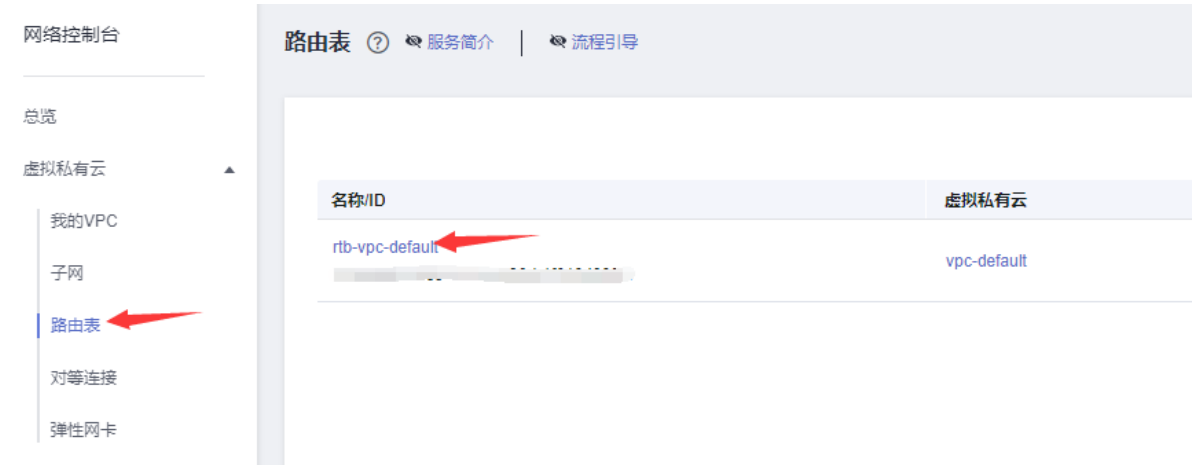 网络控制台
总览
虚拟私有云
我的VPC
子网
路由表
对等连接
弹性网卡
路由表 ? 服务简介 | 流程引导
名称/ID 虚拟私有云
rtb-vpc-default vpc-default